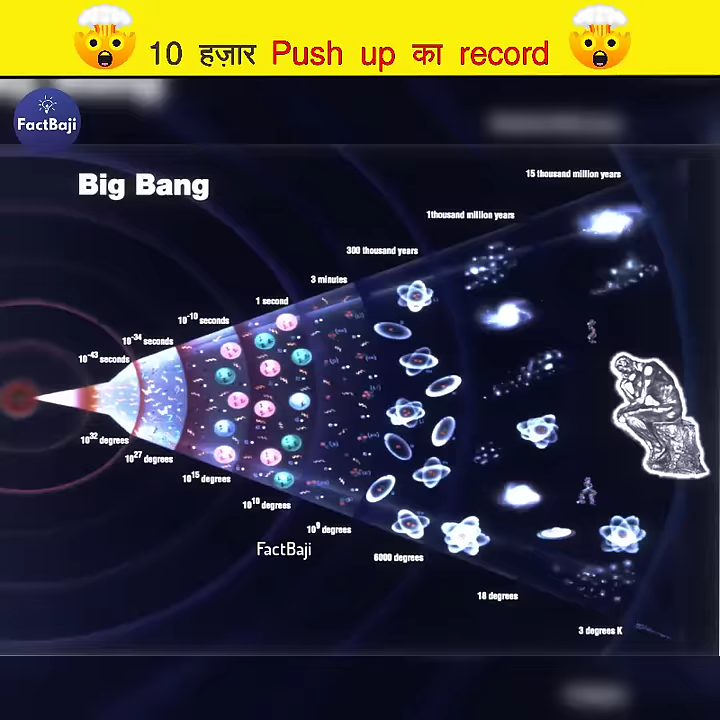 10 हज़ार Push up का record
FactBaji
Big Bang
15 thousand million years
1thousand million years
300 thousand years
3 minutes
1 second
10⁻¹⁰ seconds
10⁻³⁴ seconds
10⁻⁴³ seconds
10³² degrees
10²⁷ degrees
10¹⁵ degrees
10¹⁰ degrees
10⁹ degrees
6000 degrees
18 degrees
3 degrees K
FactBaji